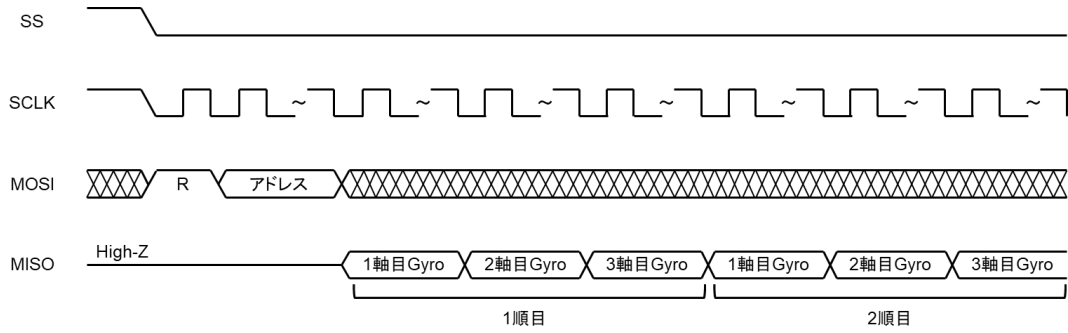 SS
SCLK
～ ～ ～ ～ ～ ～ ～
MOSI R アドレス
High-Z
MISO 1軸目Gyro 2軸目Gyro 3軸目Gyro 1軸目Gyro 2軸目Gyro 3軸目Gyro
1順目 2順目